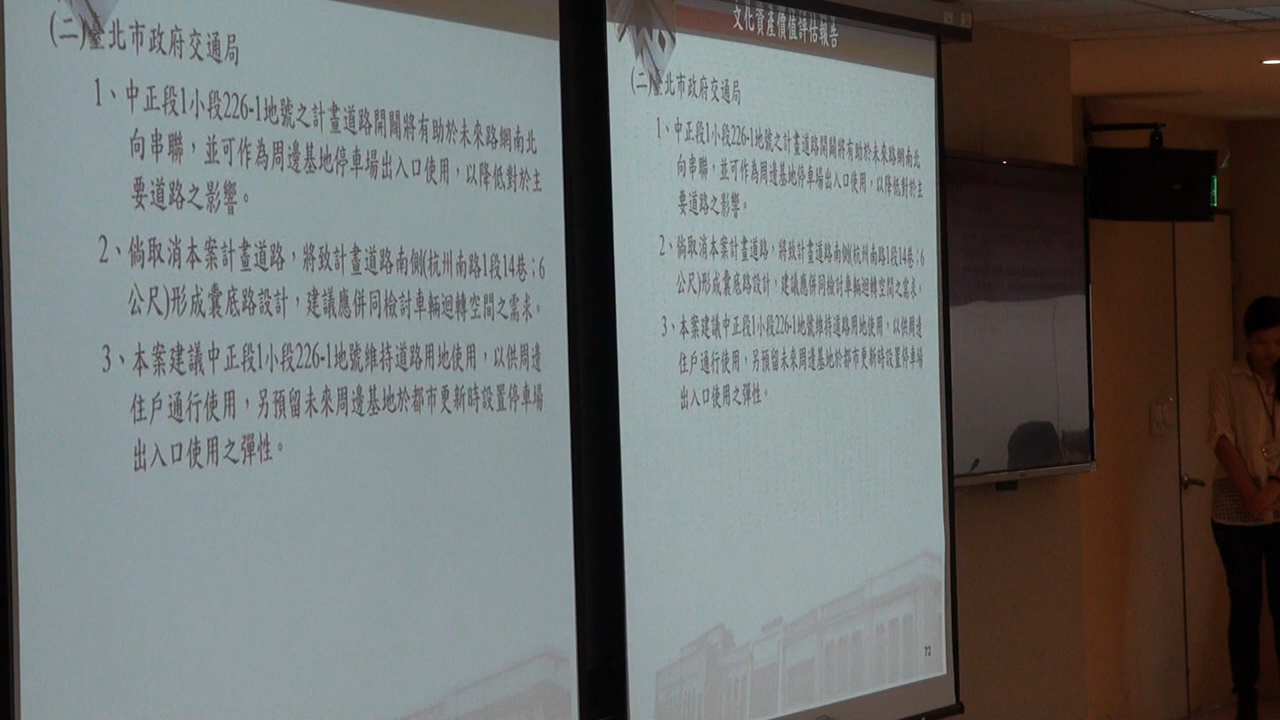 (二)臺北市政府交通局
1、中正段1小段226-1地號之計畫道路開闢將有助於未來路網南北
向串聯，並可作為周邊基地停車場出入口使用，以降低對於主
要道路之影響。
2、倘取消本案計畫道路，將致計畫道路南側(杭州南路1段14巷；6
公尺)形成囊底路設計，建議應併同檢討車輛迴轉空間之需求。
3、本案建議中正段1小段226-1地號維持道路用地使用，以供周邊
住戶通行使用，另預留未來周邊基地於都市更新時設置停車場
出入口使用之彈性。
文化資產價值評估報告
(二)臺北市政府交通局
1、中正段1小段226-1地號之計畫道路開闢將有助於未來路網南北
向串聯，並可作為周邊基地停車場出入口使用，以降低對於主
要道路之影響。
2、倘取消本案計畫道路，將致計畫道路南側(杭州南路1段14巷；6
公尺)形成囊底路設計，建議應併同檢討車輛迴轉空間之需求。
3、本案建議中正段1小段226-1地號維持道路用地使用，以供周邊
住戶通行使用，另預留未來周邊基地於都市更新時設置停車場
出入口使用之彈性。
72